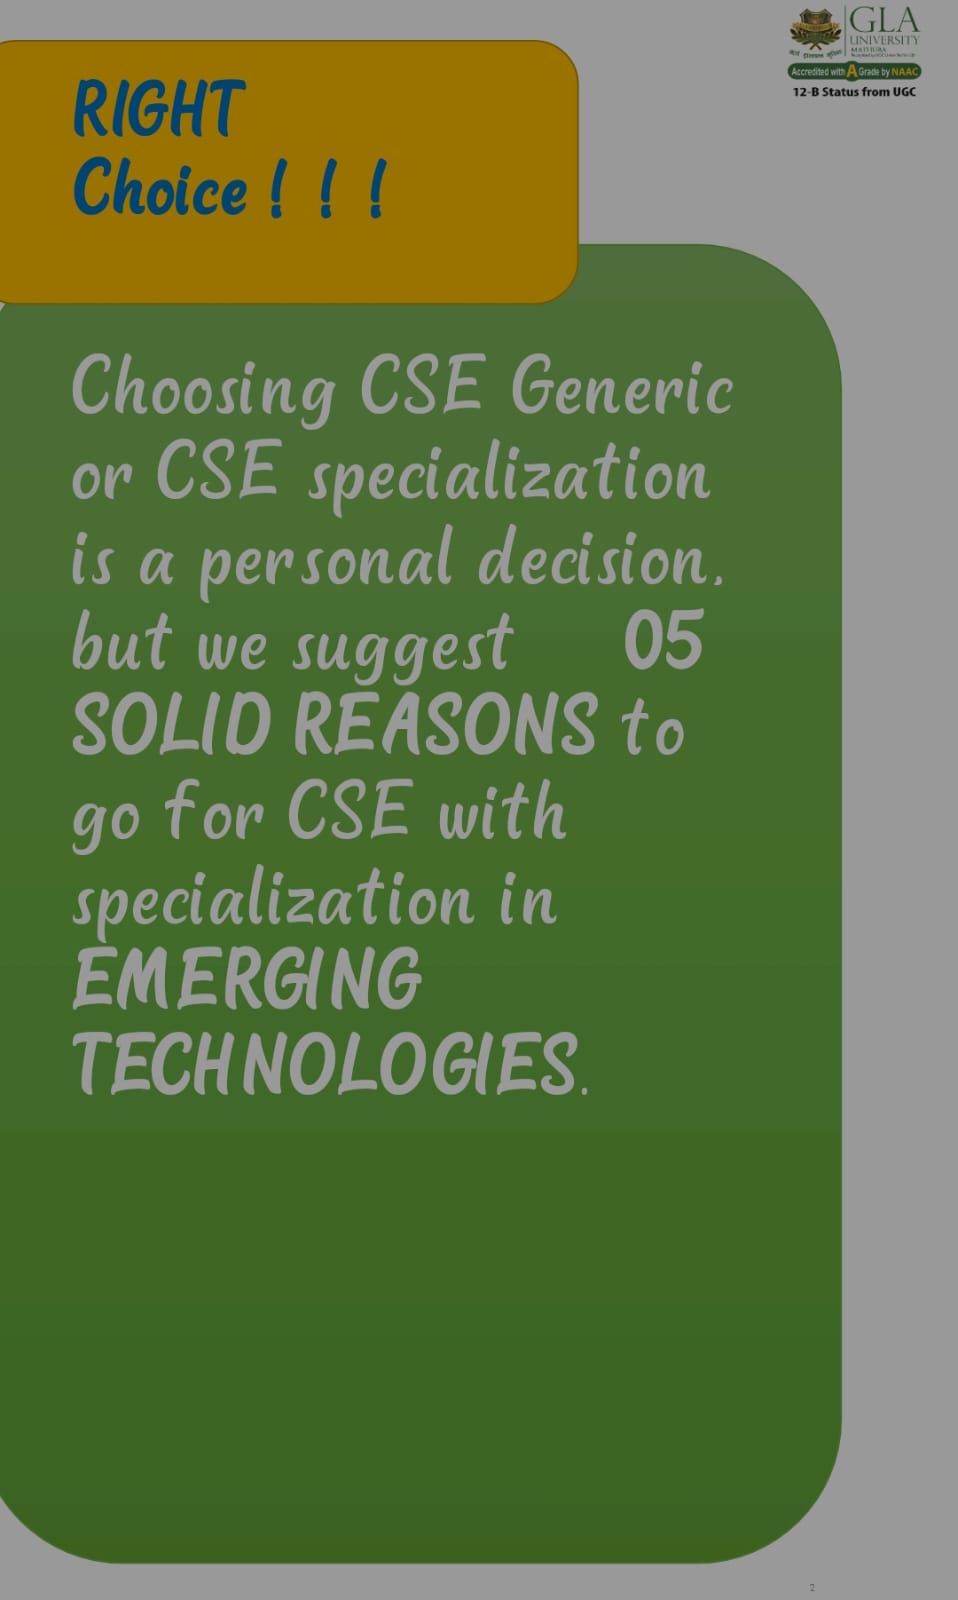 GLA
UNIVERSITY
MATHURA
Accredited with A Grade by NAAC
12-B Status from UGC
RIGHT
Choice ! ! !
Choosing CSE Generic
or CSE specialization
is a personal decision,
but we suggest 05
SOLID REASONS to
go for CSE with
specialization in
EMERGING
TECHNOLOGIES.
2